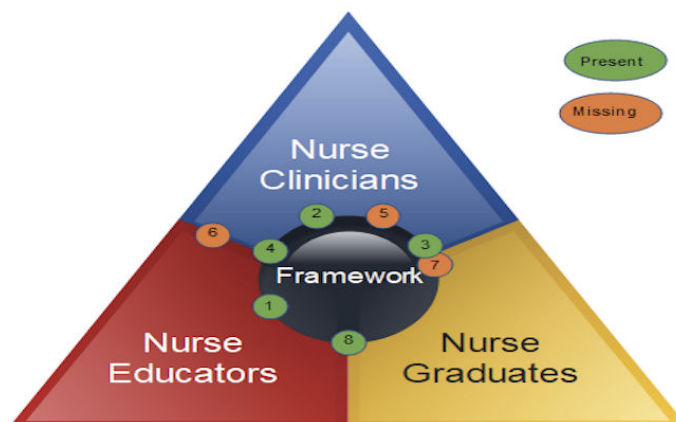 Present
Missing
Nurse
Clinicians
2
5
6
4
3
Framework
7
1
8
Nurse
Educators
Nurse
Graduates